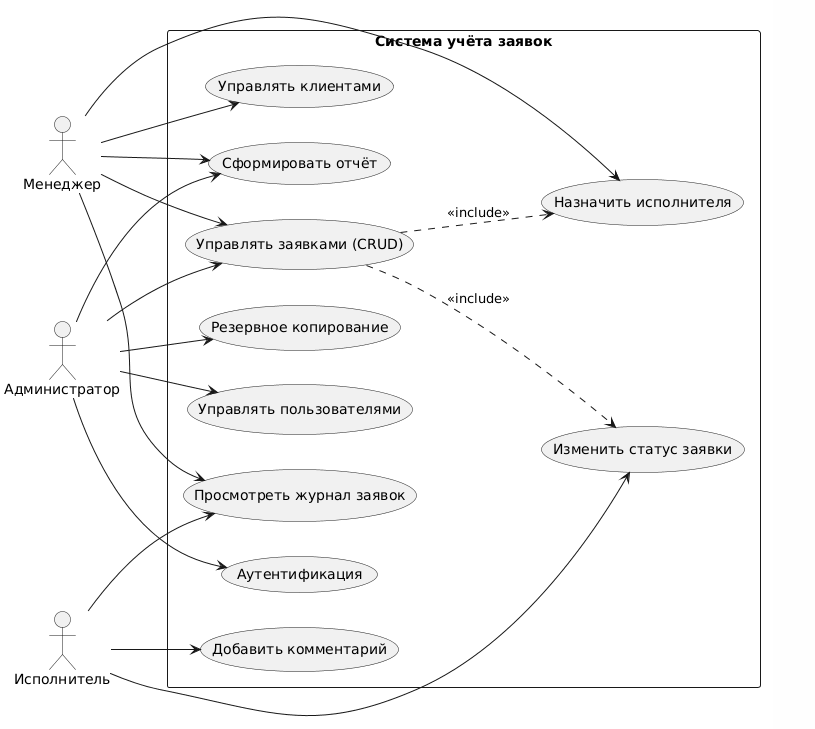 Система учёта заявок
Управлять клиентами
Менеджер
Сформировать отчёт
Назначить исполнителя
«include»
Управлять заявками (CRUD)
«include»
Резервное копирование
Администратор
Управлять пользователями
Изменить статус заявки
Просмотреть журнал заявок
Аутентификация
Добавить комментарий
Исполнитель